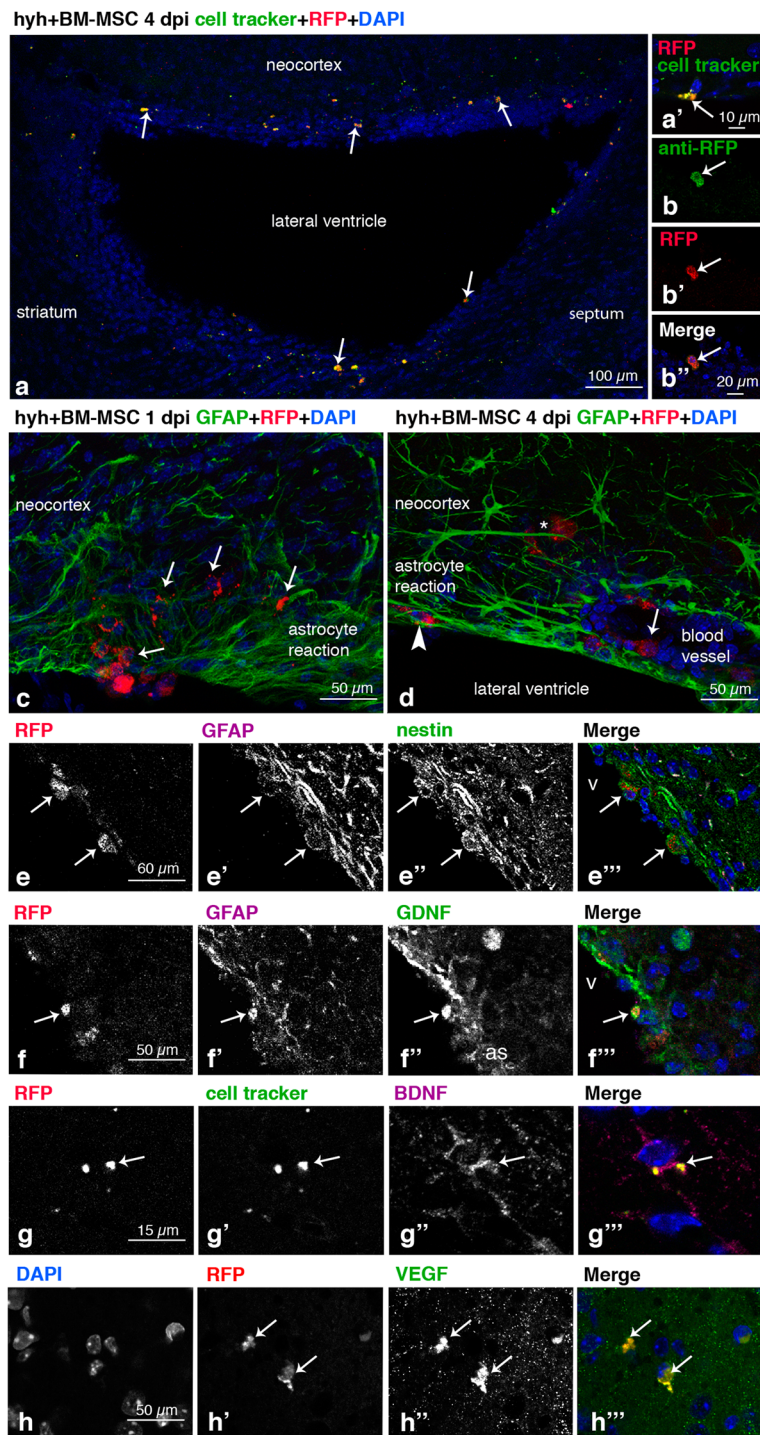 hyh+BM-MSC 4 dpi cell tracker+RFP+DAPI
neocortex
lateral ventricle
striatum
septum
100 µm
a
RFP
cell tracker
a'
10 µm
anti-RFP
b
RFP
b'
Merge
b''
20 µm
hyh+BM-MSC 1 dpi GFAP+RFP+DAPI
neocortex
astrocyte
reaction
c
50 µm
hyh+BM-MSC 4 dpi GFAP+RFP+DAPI
neocortex
*
astrocyte
reaction
blood
vessel
lateral ventricle
d
50 µm
RFP
GFAP
nestin
Merge
v
60 µm
e
e'
e''
e'''
RFP
GFAP
GDNF
Merge
v
50 µm
as
f
f'
f''
f'''
RFP
cell tracker
BDNF
Merge
15 µm
g
g'
g''
g'''
DAPI
RFP
VEGF
Merge
50 µm
h
h'
h''
h'''